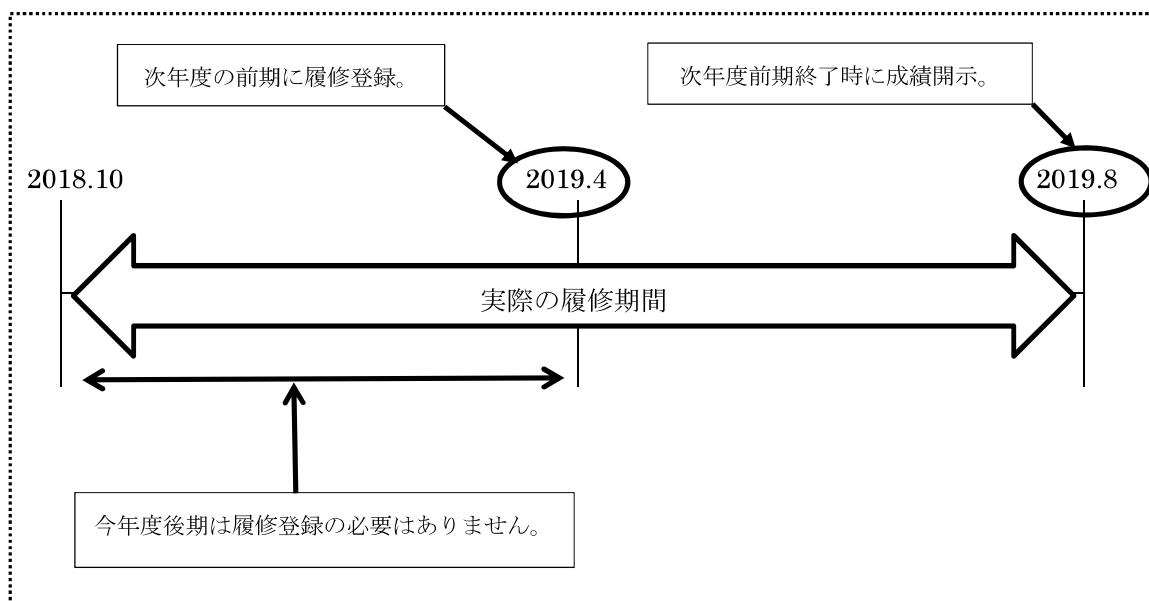 次年度の前期に履修登録。
次年度前期終了時に成績開示。
2018.10
2019.4
2019.8
実際の履修期間
今年度後期は履修登録の必要はありません。